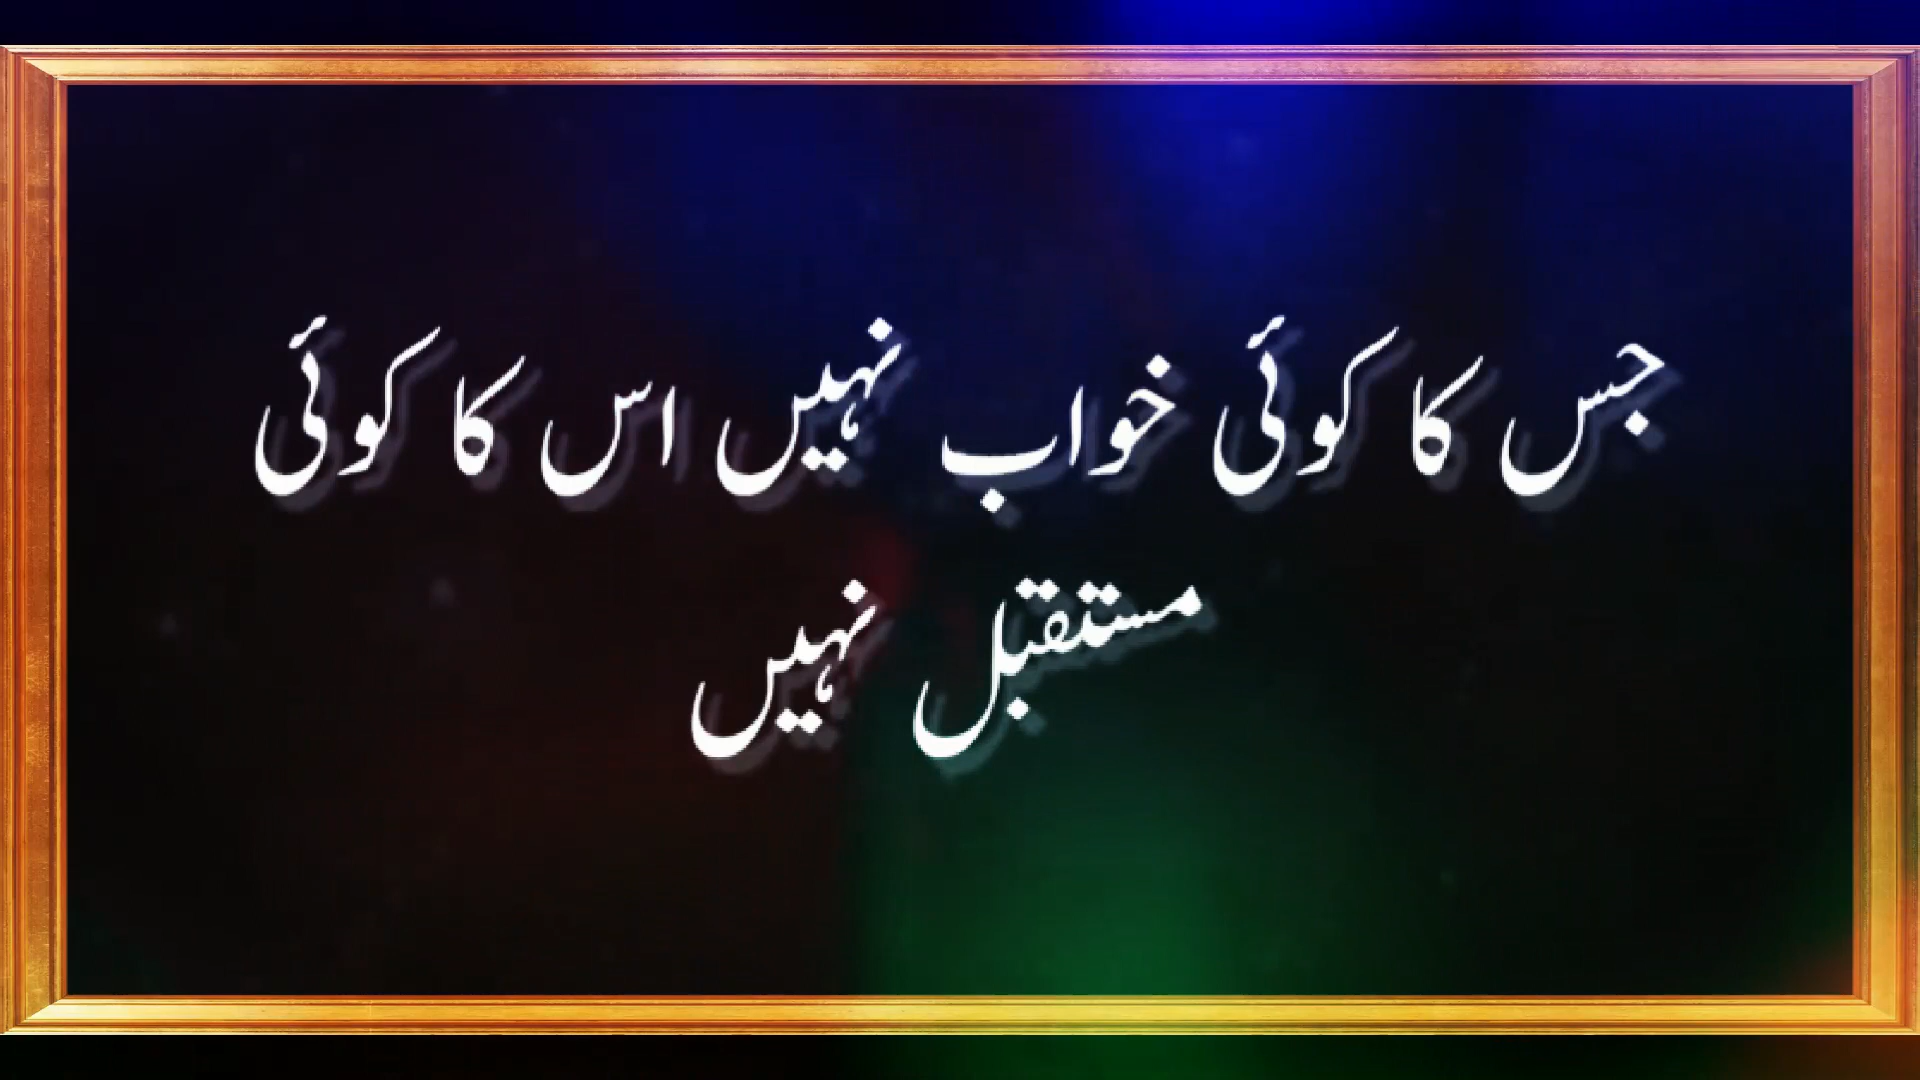 جس کا کوئی خواب نہیں اس کا کوئی
مستقبل نہیں